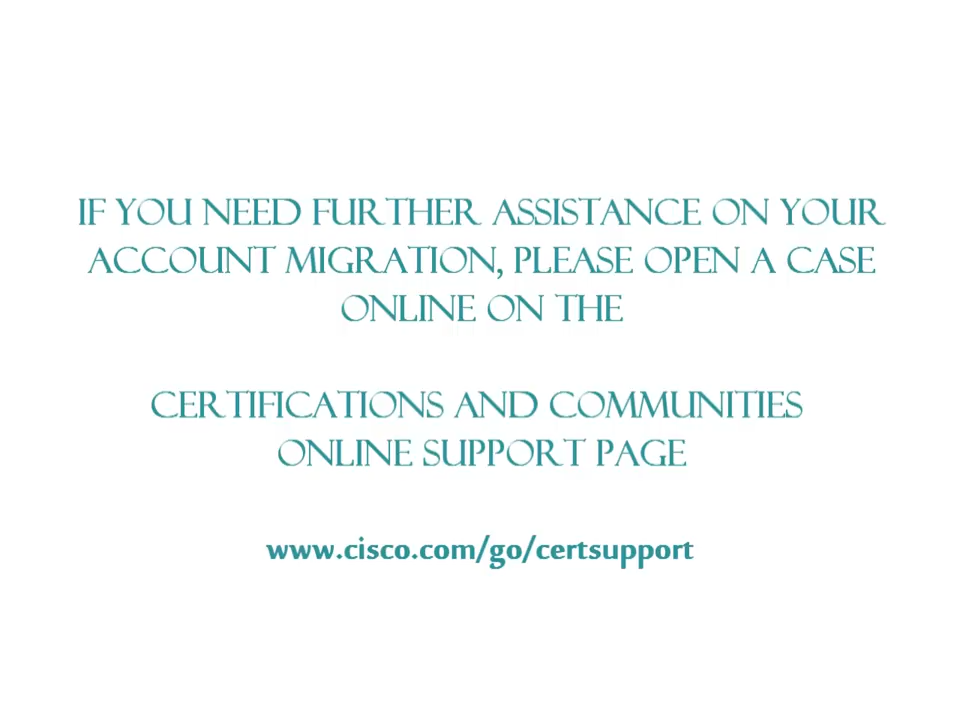 IF YOU NEED FURTHER ASSISTANCE ON YOUR
ACCOUNT MIGRATION, PLEASE OPEN A CASE
ONLINE ON THE
CERTIFICATIONS AND COMMUNITIES
ONLINE SUPPORT PAGE
www.cisco.com/go/certsupport